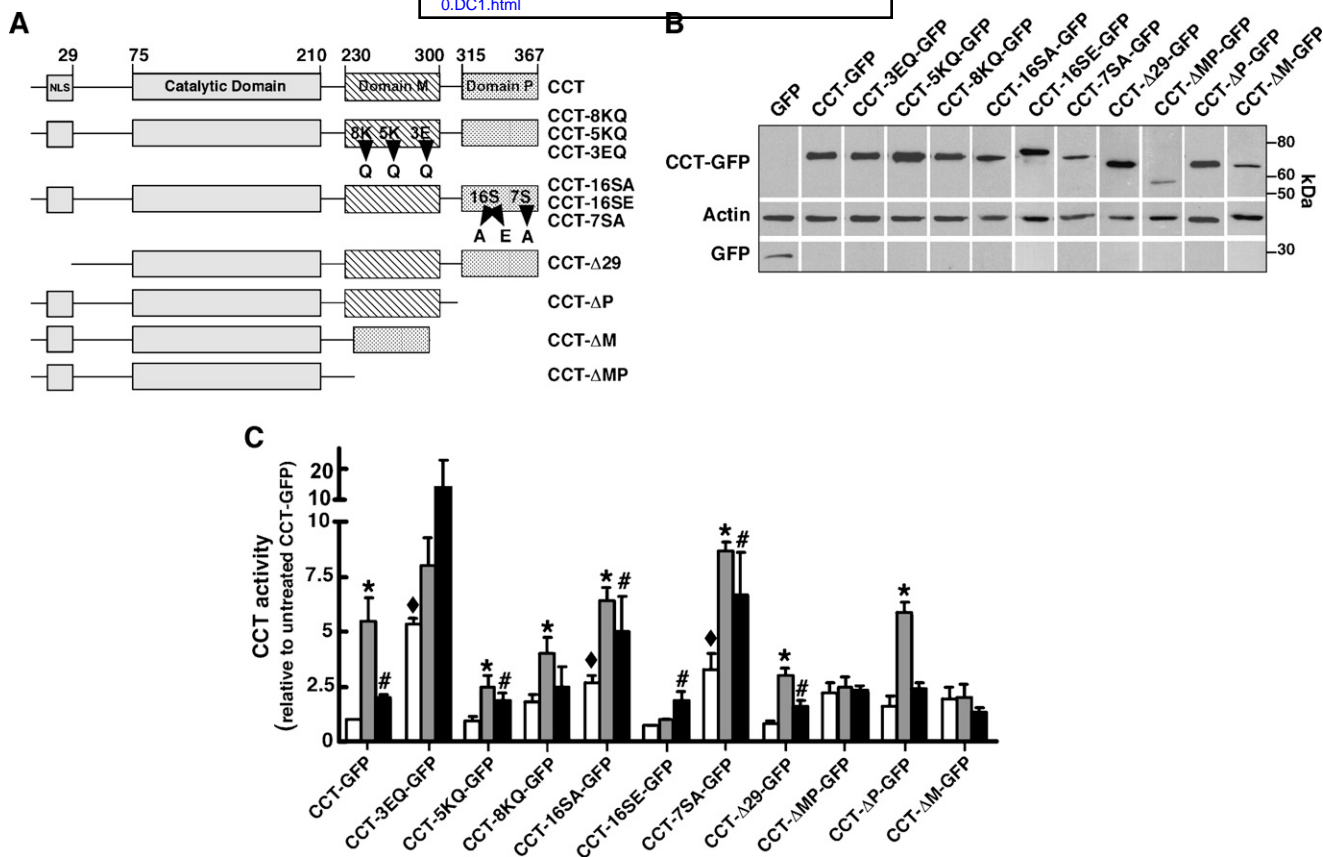 0.DC1.html
A
29 75 210 230 300 315 367
NLS Catalytic Domain Domain M Domain P CCT
8K 5K 3E
CCT-8KQ
CCT-5KQ
CCT-3EQ
Q Q Q
16S 7S
CCT-16SA
CCT-16SE
CCT-7SA
A E A
CCT-Δ29
CCT-ΔP
CCT-ΔM
CCT-ΔMP
B
GFP CCT-GFP CCT-3EQ-GFP CCT-5KQ-GFP CCT-8KQ-GFP CCT-16SA-GFP CCT-16SE-GFP CCT-7SA-GFP CCT-Δ29-GFP CCT-ΔMP-GFP CCT-ΔP-GFP CCT-ΔM-GFP
CCT-GFP
Actin
GFP
80
60
50
30
kDa
C
CCT activity
(relative to untreated CCT-GFP)
20
10
10
7.5
5
2.5
0
* # ♦ * # * ♦ * # # ♦ * # * # *
CCT-GFP CCT-3EQ-GFP CCT-5KQ-GFP CCT-8KQ-GFP CCT-16SA-GFP CCT-16SE-GFP CCT-7SA-GFP CCT-Δ29-GFP CCT-ΔMP-GFP CCT-ΔP-GFP CCT-ΔM-GFP